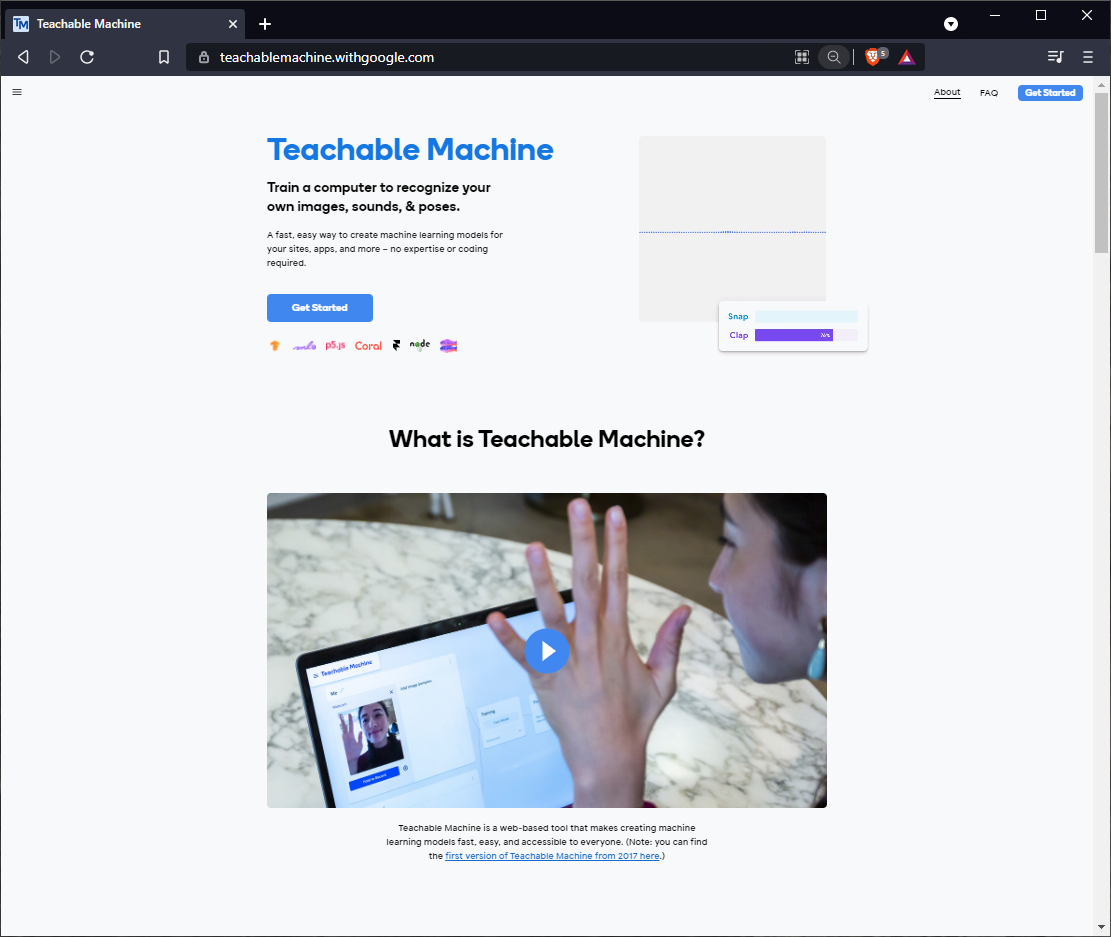 Teachable Machine
teachablemachine.withgoogle.com
5
About
FAQ
Get Started
Teachable Machine
Train a computer to recognize your
own images, sounds, & poses.
A fast, easy way to create machine learning models for
your sites, apps, and more – no expertise or coding
required.
Get Started
p5.js Coral node
Snap
Clap
What is Teachable Machine?
Teachable Machine
Me
Training
Teachable Machine is a web-based tool that makes creating machine
learning models fast, easy, and accessible to everyone. (Note: you can find
the first version of Teachable Machine from 2017 here.)